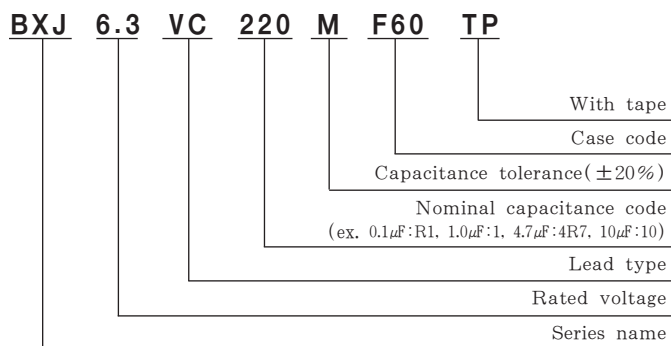 BXJ 6.3 VC 220 M F60 TP
With tape
Case code
Capacitance tolerance(±20%)
Nominal capacitance code
(ex. 0.1μF:R1, 1.0μF:1, 4.7μF:4R7, 10μF:10)
Lead type
Rated voltage
Series name